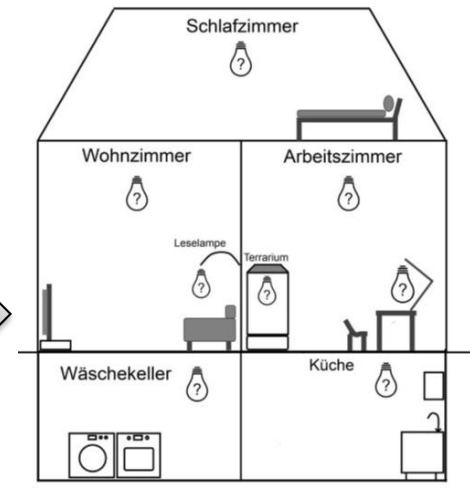 Schlafzimmer
?
Wohnzimmer
Arbeitszimmer
?
?
Leselampe
Terrarium
?
?
?
Wäschekeller
Küche
?
?